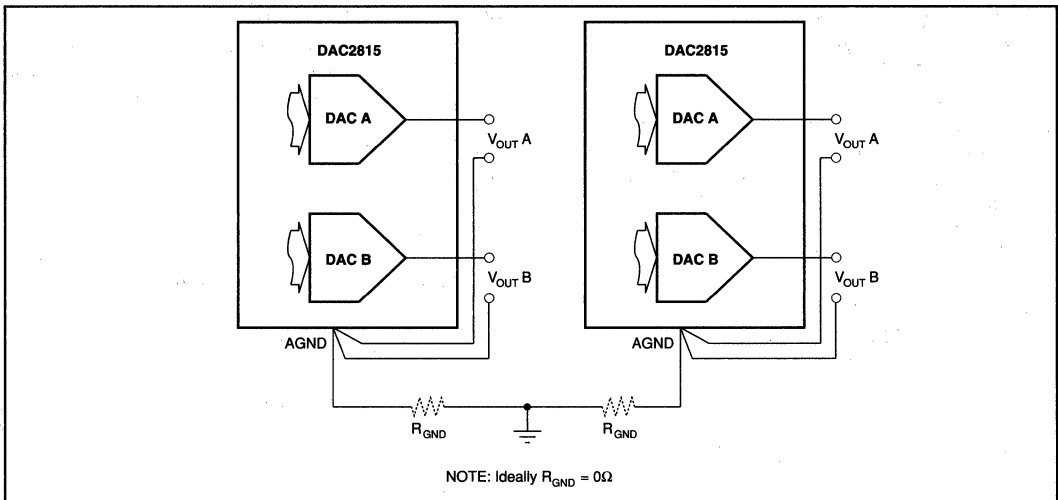 DAC2815
DAC A
V_OUT A
DAC B
V_OUT B
AGND
DAC2815
DAC A
V_OUT A
DAC B
V_OUT B
AGND
R_GND
R_GND
NOTE: Ideally R_GND = 0Ω